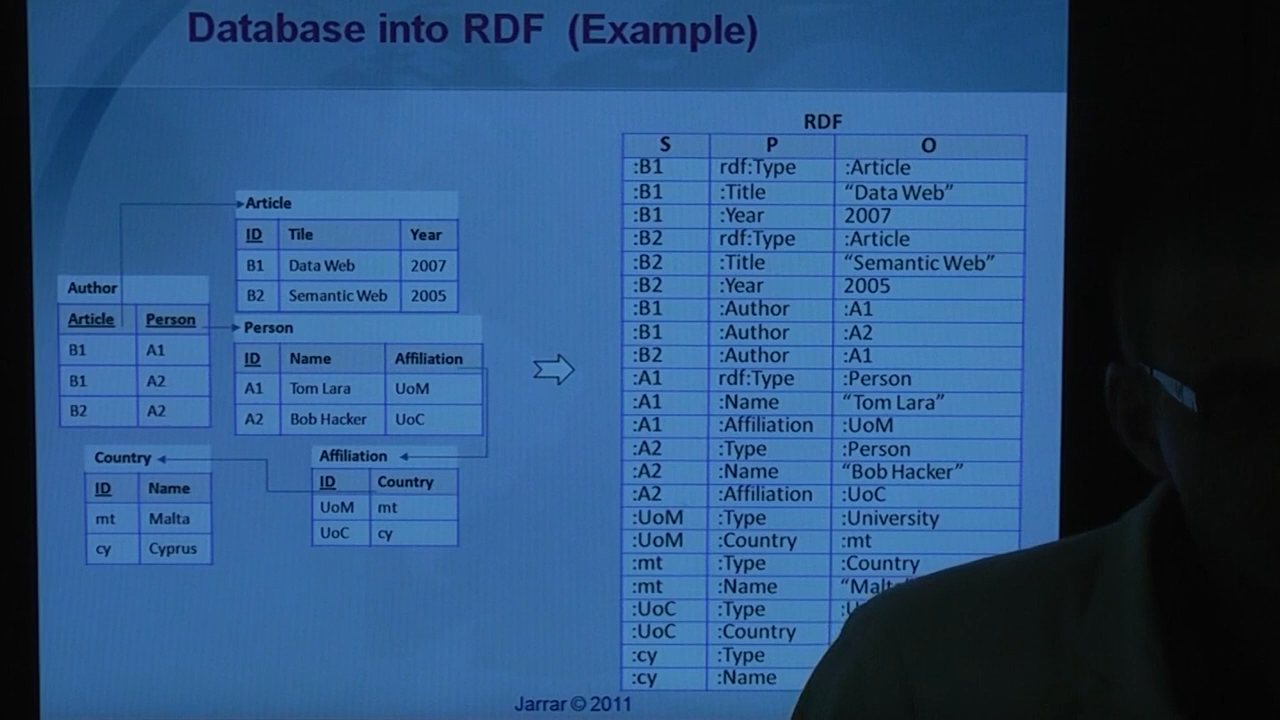 Database into RDF (Example)
Article
ID Tile Year
B1 Data Web 2007
B2 Semantic Web 2005
Author
Article Person
B1 A1
B1 A2
B2 A2
Person
ID Name Affiliation
A1 Tom Lara UoM
A2 Bob Hacker UoC
Country
ID Name
mt Malta
cy Cyprus
Affiliation
ID Country
UoM mt
UoC cy
RDF
S P O
:B1 rdf:Type :Article
:B1 :Title “Data Web”
:B1 :Year 2007
:B2 rdf:Type :Article
:B2 :Title “Semantic Web”
:B2 :Year 2005
:B1 :Author :A1
:B1 :Author :A2
:B2 :Author :A1
:A1 rdf:Type :Person
:A1 :Name “Tom Lara”
:A1 :Affiliation :UoM
:A2 :Type :Person
:A2 :Name “Bob Hacker”
:A2 :Affiliation :UoC
:UoM :Type :University
:UoM :Country :mt
:mt :Type :Country
:mt :Name
:UoC :Type
:UoC :Country
:cy :Type
:cy :Name
Jarrar © 2011